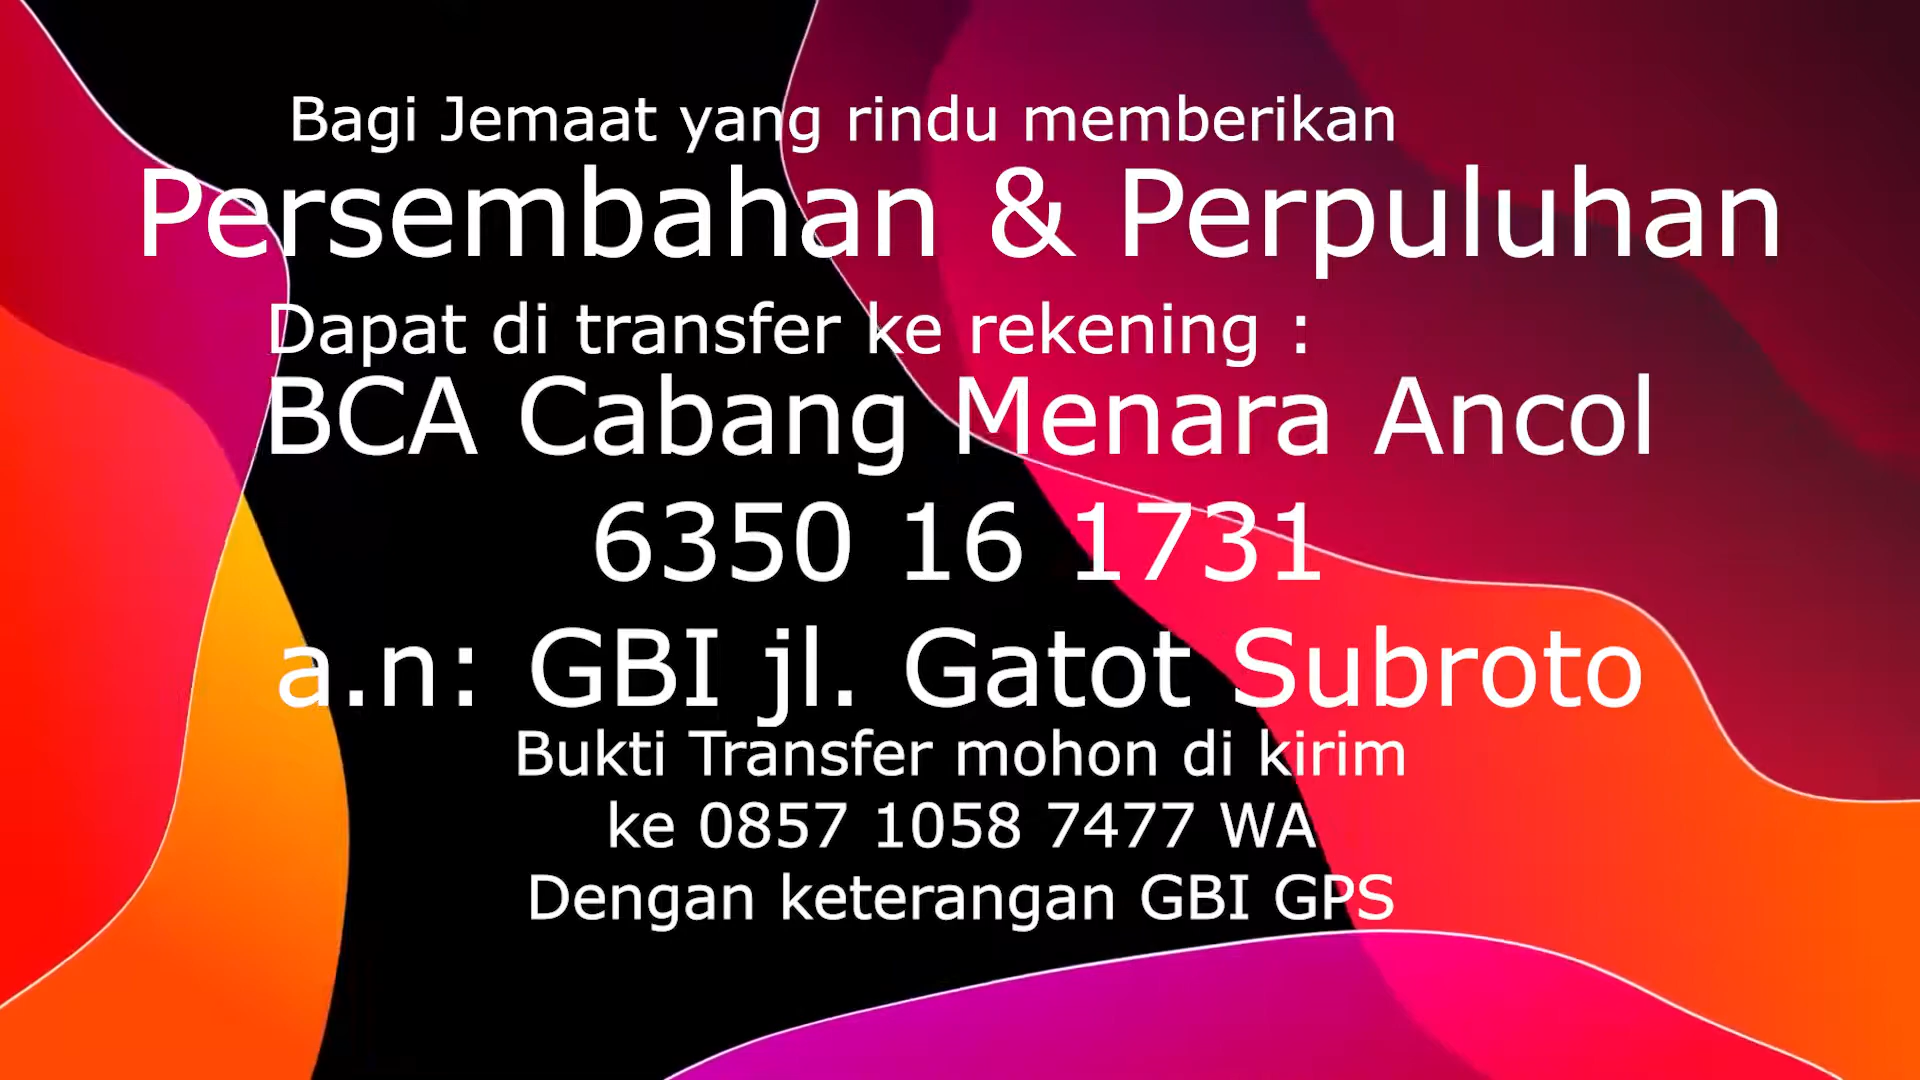 Bagi Jemaat yang rindu memberikan
Persembahan & Perpuluhan
Dapat di transfer ke rekening :
BCA Cabang Menara Ancol
6350 16 1731
a.n: GBI jl. Gatot Subroto
Bukti Transfer mohon di kirim
ke 0857 1058 7477 WA
Dengan keterangan GBI GPS